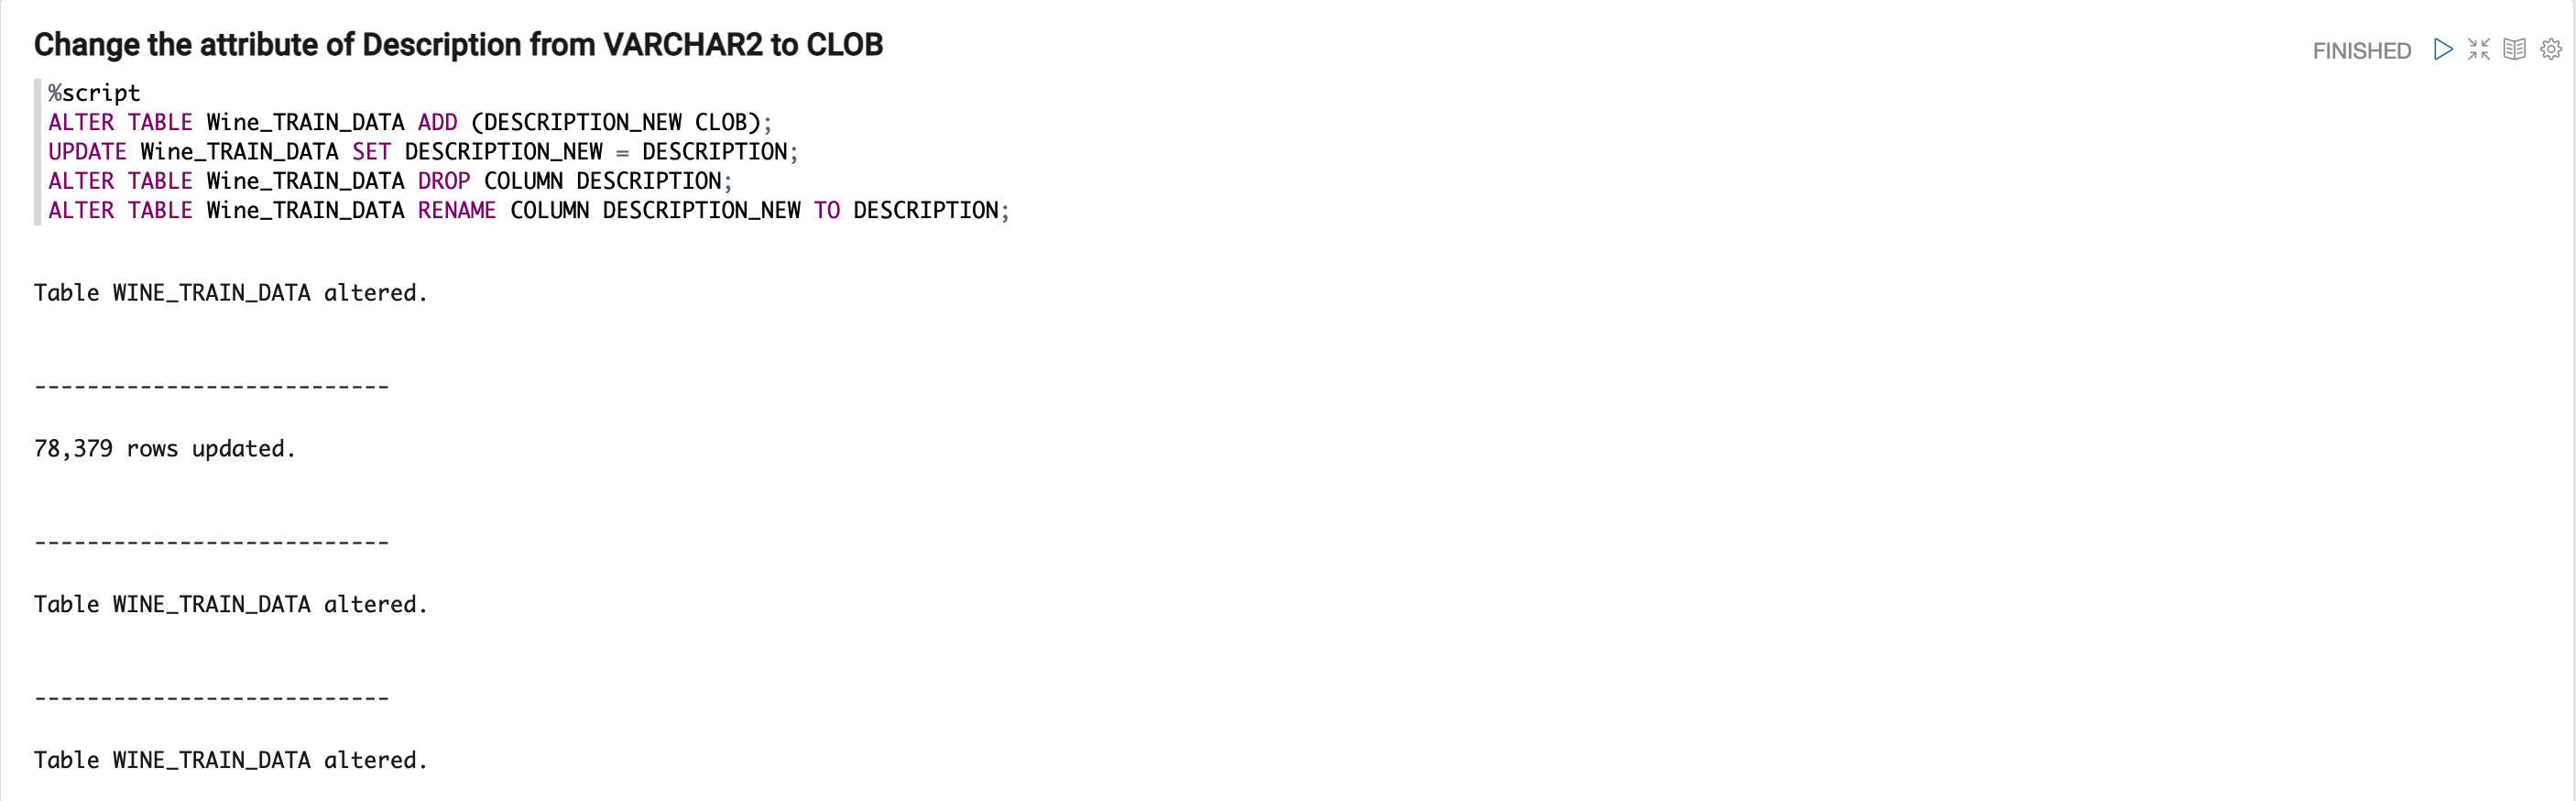 Change the attribute of Description from VARCHAR2 to CLOB
FINISHED
%script
ALTER TABLE Wine_TRAIN_DATA ADD (DESCRIPTION_NEW CLOB);
UPDATE Wine_TRAIN_DATA SET DESCRIPTION_NEW = DESCRIPTION;
ALTER TABLE Wine_TRAIN_DATA DROP COLUMN DESCRIPTION;
ALTER TABLE Wine_TRAIN_DATA RENAME COLUMN DESCRIPTION_NEW TO DESCRIPTION;
Table WINE_TRAIN_DATA altered.
---------------------------
78,379 rows updated.
---------------------------
Table WINE_TRAIN_DATA altered.
---------------------------
Table WINE_TRAIN_DATA altered.